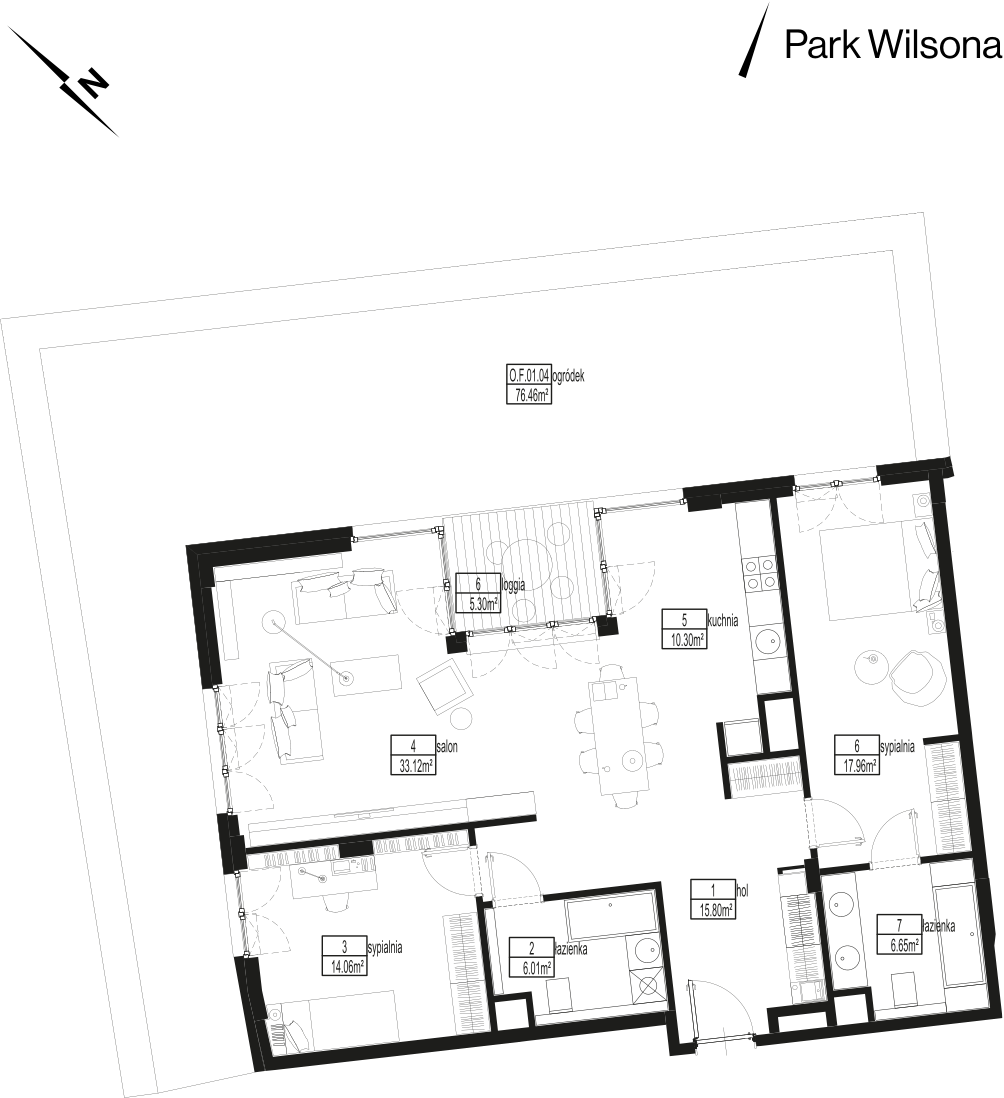 N
Park Wilsona
O.F.01.04 ogródek
76.46m²
6 loggia
5.30m²
5 kuchnia
10.30m²
4 salon
33.12m²
6 sypialnia
17.96m²
1 hol
15.80m²
7 łazienka
6.65m²
3 sypialnia
14.06m²
2 łazienka
6.01m²